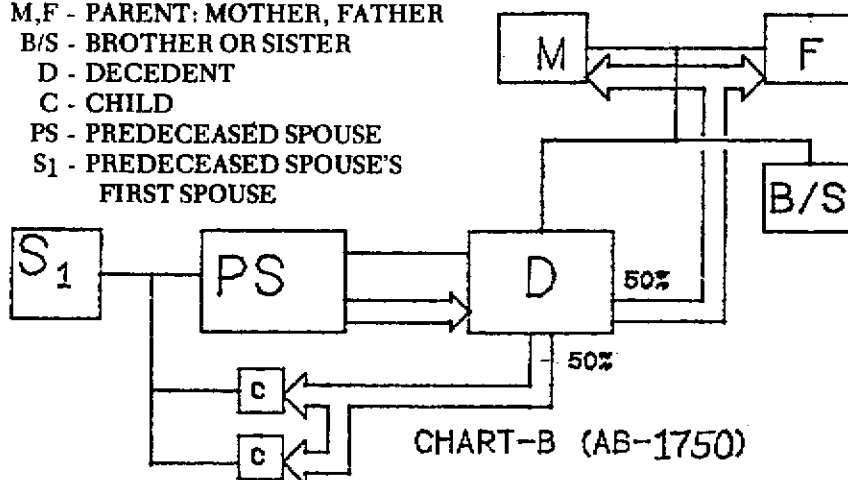 M,F - PARENT: MOTHER, FATHER
B/S - BROTHER OR SISTER
D - DECEDENT
C - CHILD
PS - PREDECEASED SPOUSE
S1 - PREDECEASED SPOUSE'S
FIRST SPOUSE
M
F
B/S
S1
PS
D
50%
50%
C
C
CHART-B (AB-1750)